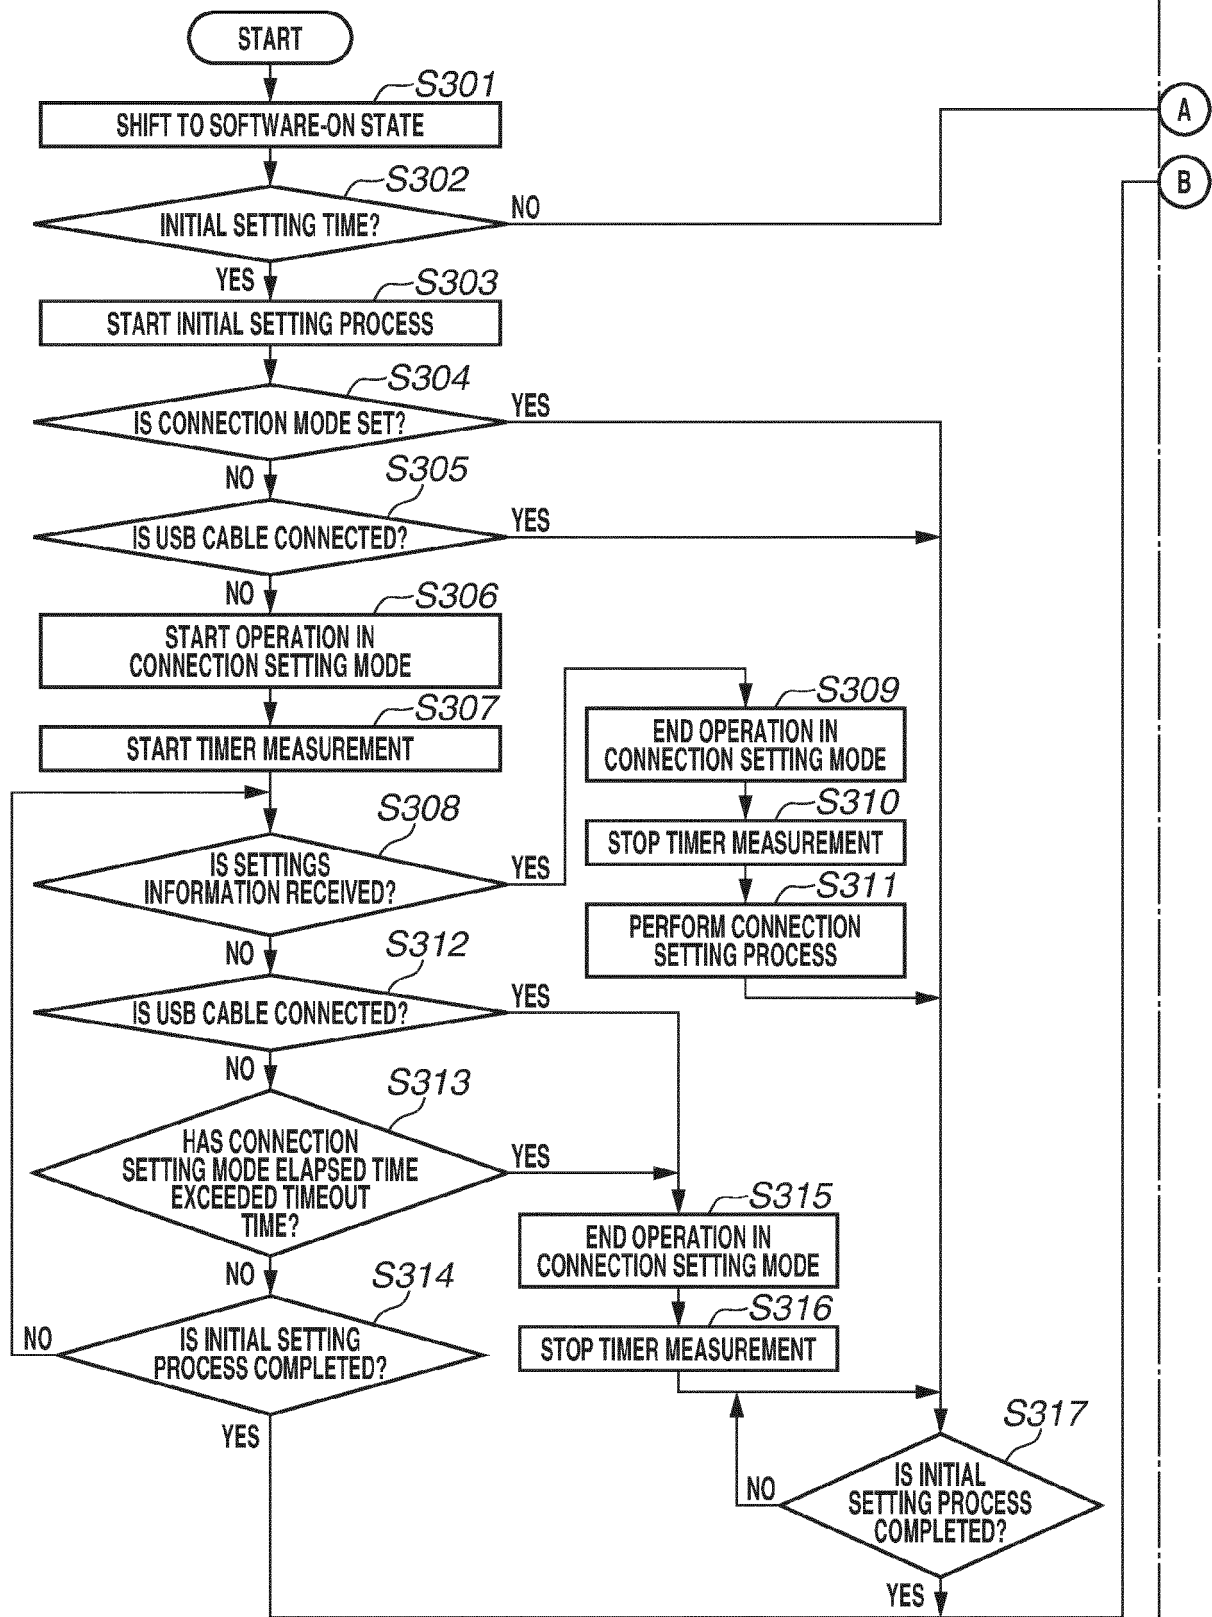 START
S301
SHIFT TO SOFTWARE-ON STATE
A
S302
INITIAL SETTING TIME?
NO
B
YES
S303
START INITIAL SETTING PROCESS
S304
IS CONNECTION MODE SET?
YES
NO
S305
IS USB CABLE CONNECTED?
YES
NO
S306
START OPERATION IN
CONNECTION SETTING MODE
S307
START TIMER MEASUREMENT
S308
IS SETTINGS
INFORMATION RECEIVED?
YES
S309
END OPERATION IN
CONNECTION SETTING MODE
S310
STOP TIMER MEASUREMENT
S311
PERFORM CONNECTION
SETTING PROCESS
NO
S312
IS USB CABLE CONNECTED?
YES
NO
S313
HAS CONNECTION
SETTING MODE ELAPSED TIME
EXCEEDED TIMEOUT
TIME?
YES
NO
S314
IS INITIAL SETTING
PROCESS COMPLETED?
NO
YES
S315
END OPERATION IN
CONNECTION SETTING MODE
S316
STOP TIMER MEASUREMENT
S317
IS INITIAL
SETTING PROCESS
COMPLETED?
NO
YES